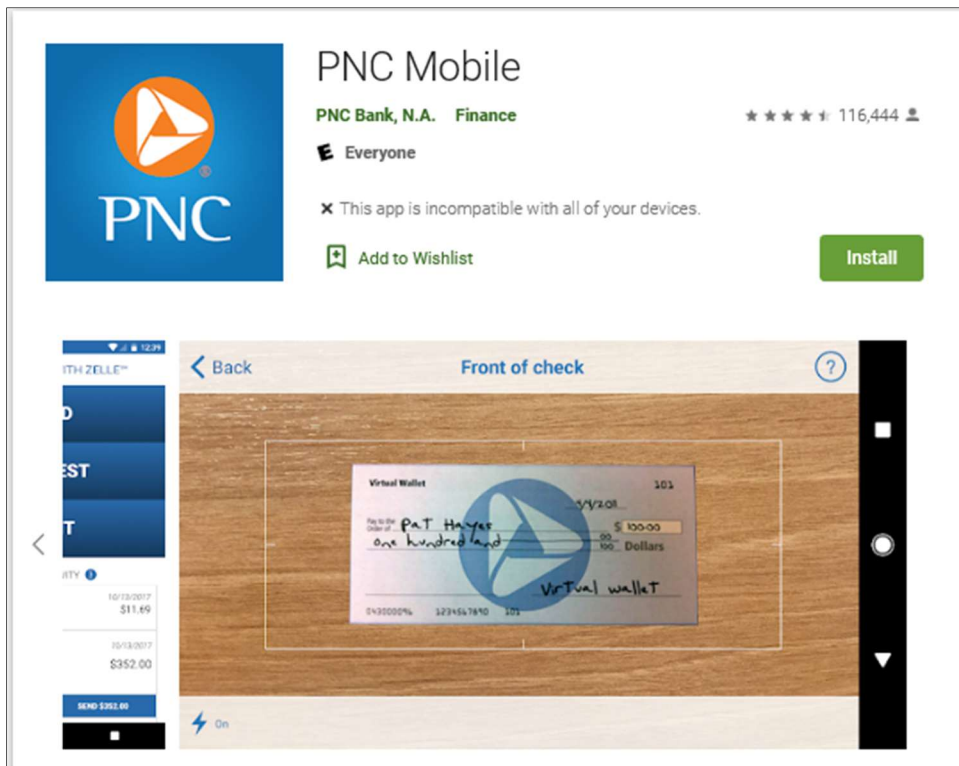 PNC Mobile
PNC
PNC Bank, N.A. Finance
116,444
E Everyone
This app is incompatible with all of your devices.
Add to Wishlist
Install
12:39
ITH ZELLE™
D
EST
T
ITY
10/13/2017
$11.69
10/13/2017
$352.00
SEND $352.00
Back
Front of check
?
Virtual Wallet
101
Pay to the
Order of Pat Hayes
$ 100.00
one hundred and 00
100 Dollars
Virtual wallet
043000096 1234567890 101
On